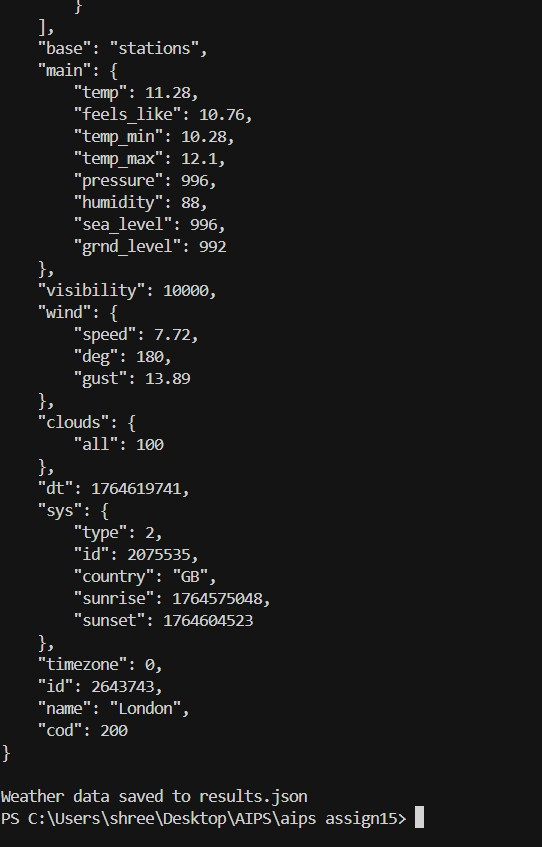 }
    ],
    "base": "stations",
    "main": {
        "temp": 11.28,
        "feels_like": 10.76,
        "temp_min": 10.28,
        "temp_max": 12.1,
        "pressure": 996,
        "humidity": 88,
        "sea_level": 996,
        "grnd_level": 992
    },
    "visibility": 10000,
    "wind": {
        "speed": 7.72,
        "deg": 180,
        "gust": 13.89
    },
    "clouds": {
        "all": 100
    },
    "dt": 1764619741,
    "sys": {
        "type": 2,
        "id": 2075535,
        "country": "GB",
        "sunrise": 1764575048,
        "sunset": 1764604523
    },
    "timezone": 0,
    "id": 2643743,
    "name": "London",
    "cod": 200
}

Weather data saved to results.json
PS C:\Users\shree\Desktop\AIPS\aips assign15>